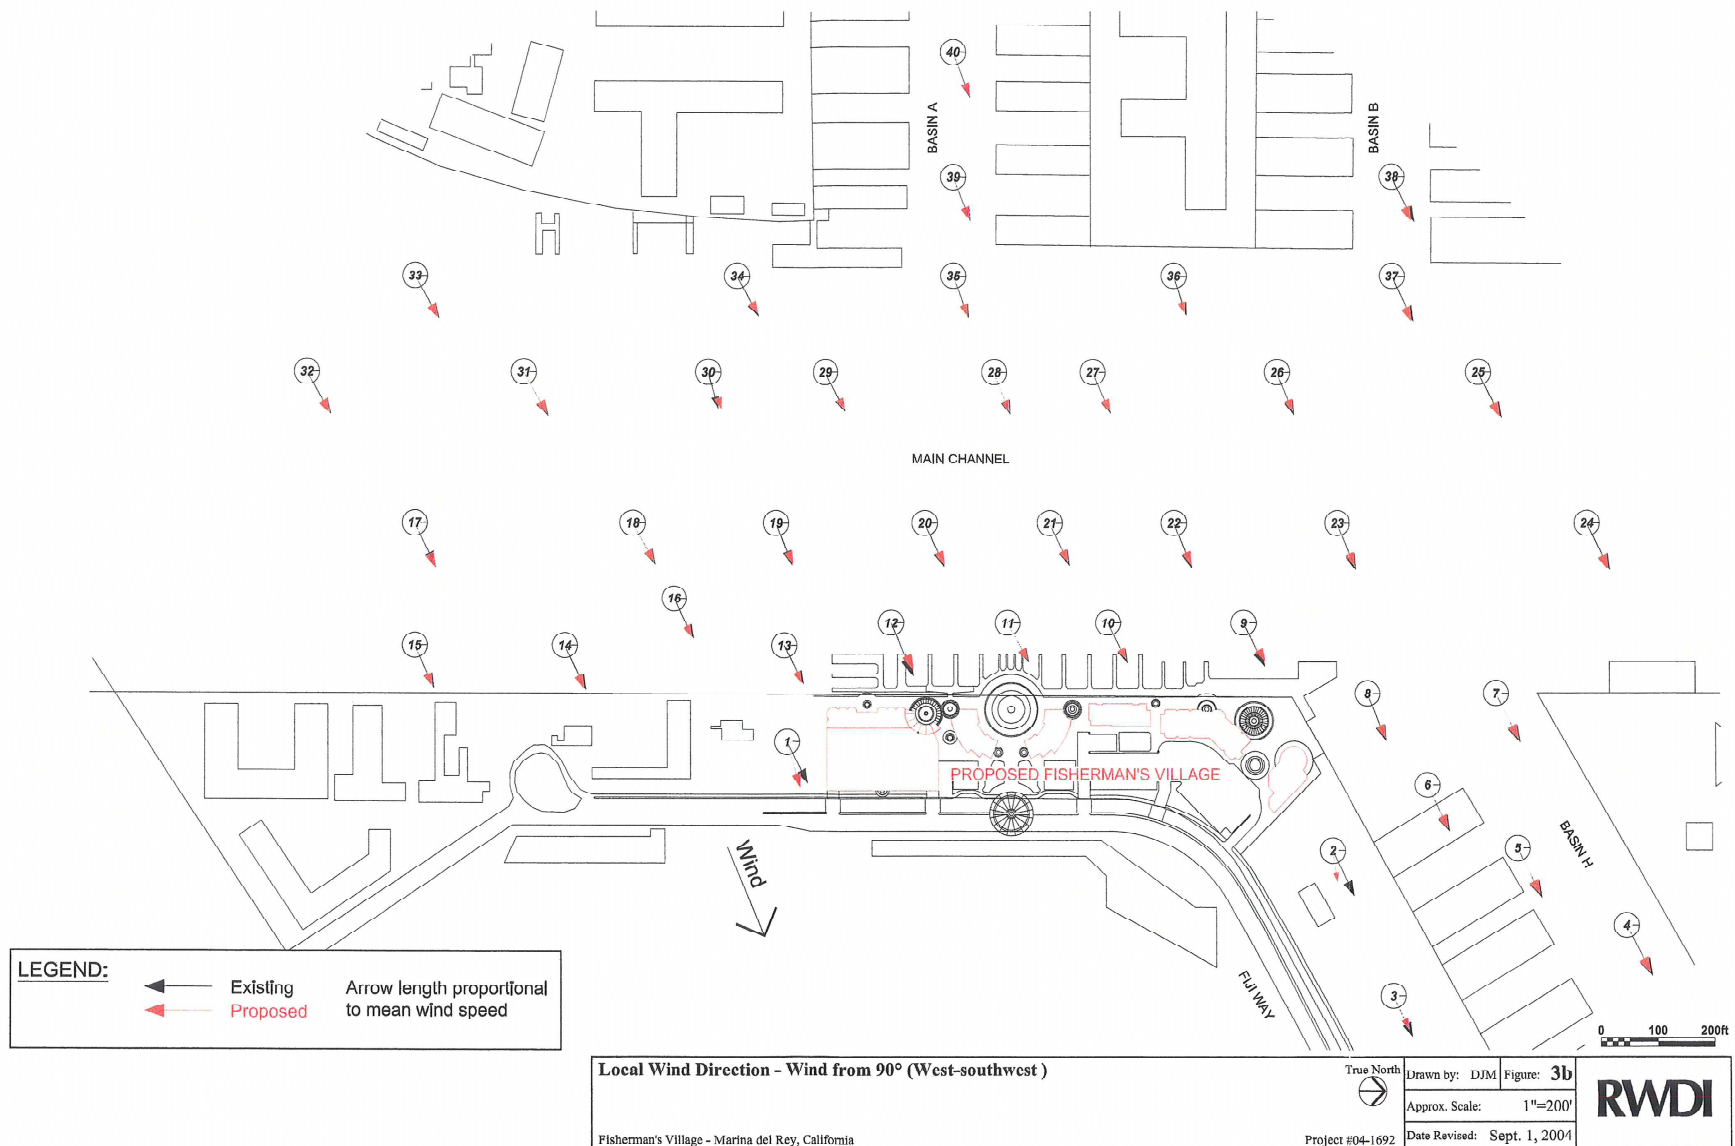 40
BASIN A
BASIN B
39
38
33
34
35
36
37
32
31
30
29
28
27
26
25
MAIN CHANNEL
17
18
19
20
21
22
23
24
16
15
14
13
12
11
10
9
8
7
1
PROPOSED FISHERMAN'S VILLAGE
6
Wind
2
5
BASIN H
4
3
FIJI WAY
LEGEND:
Existing
Proposed
Arrow length proportional
to mean wind speed
0 100 200ft
Local Wind Direction - Wind from 90° (West-southwest )
True North
Drawn by: DJM Figure: 3b
Approx. Scale: 1"=200'
Fisherman's Village - Marina del Rey, California
Project #04-1692
Date Revised: Sept. 1, 2004
RWDI